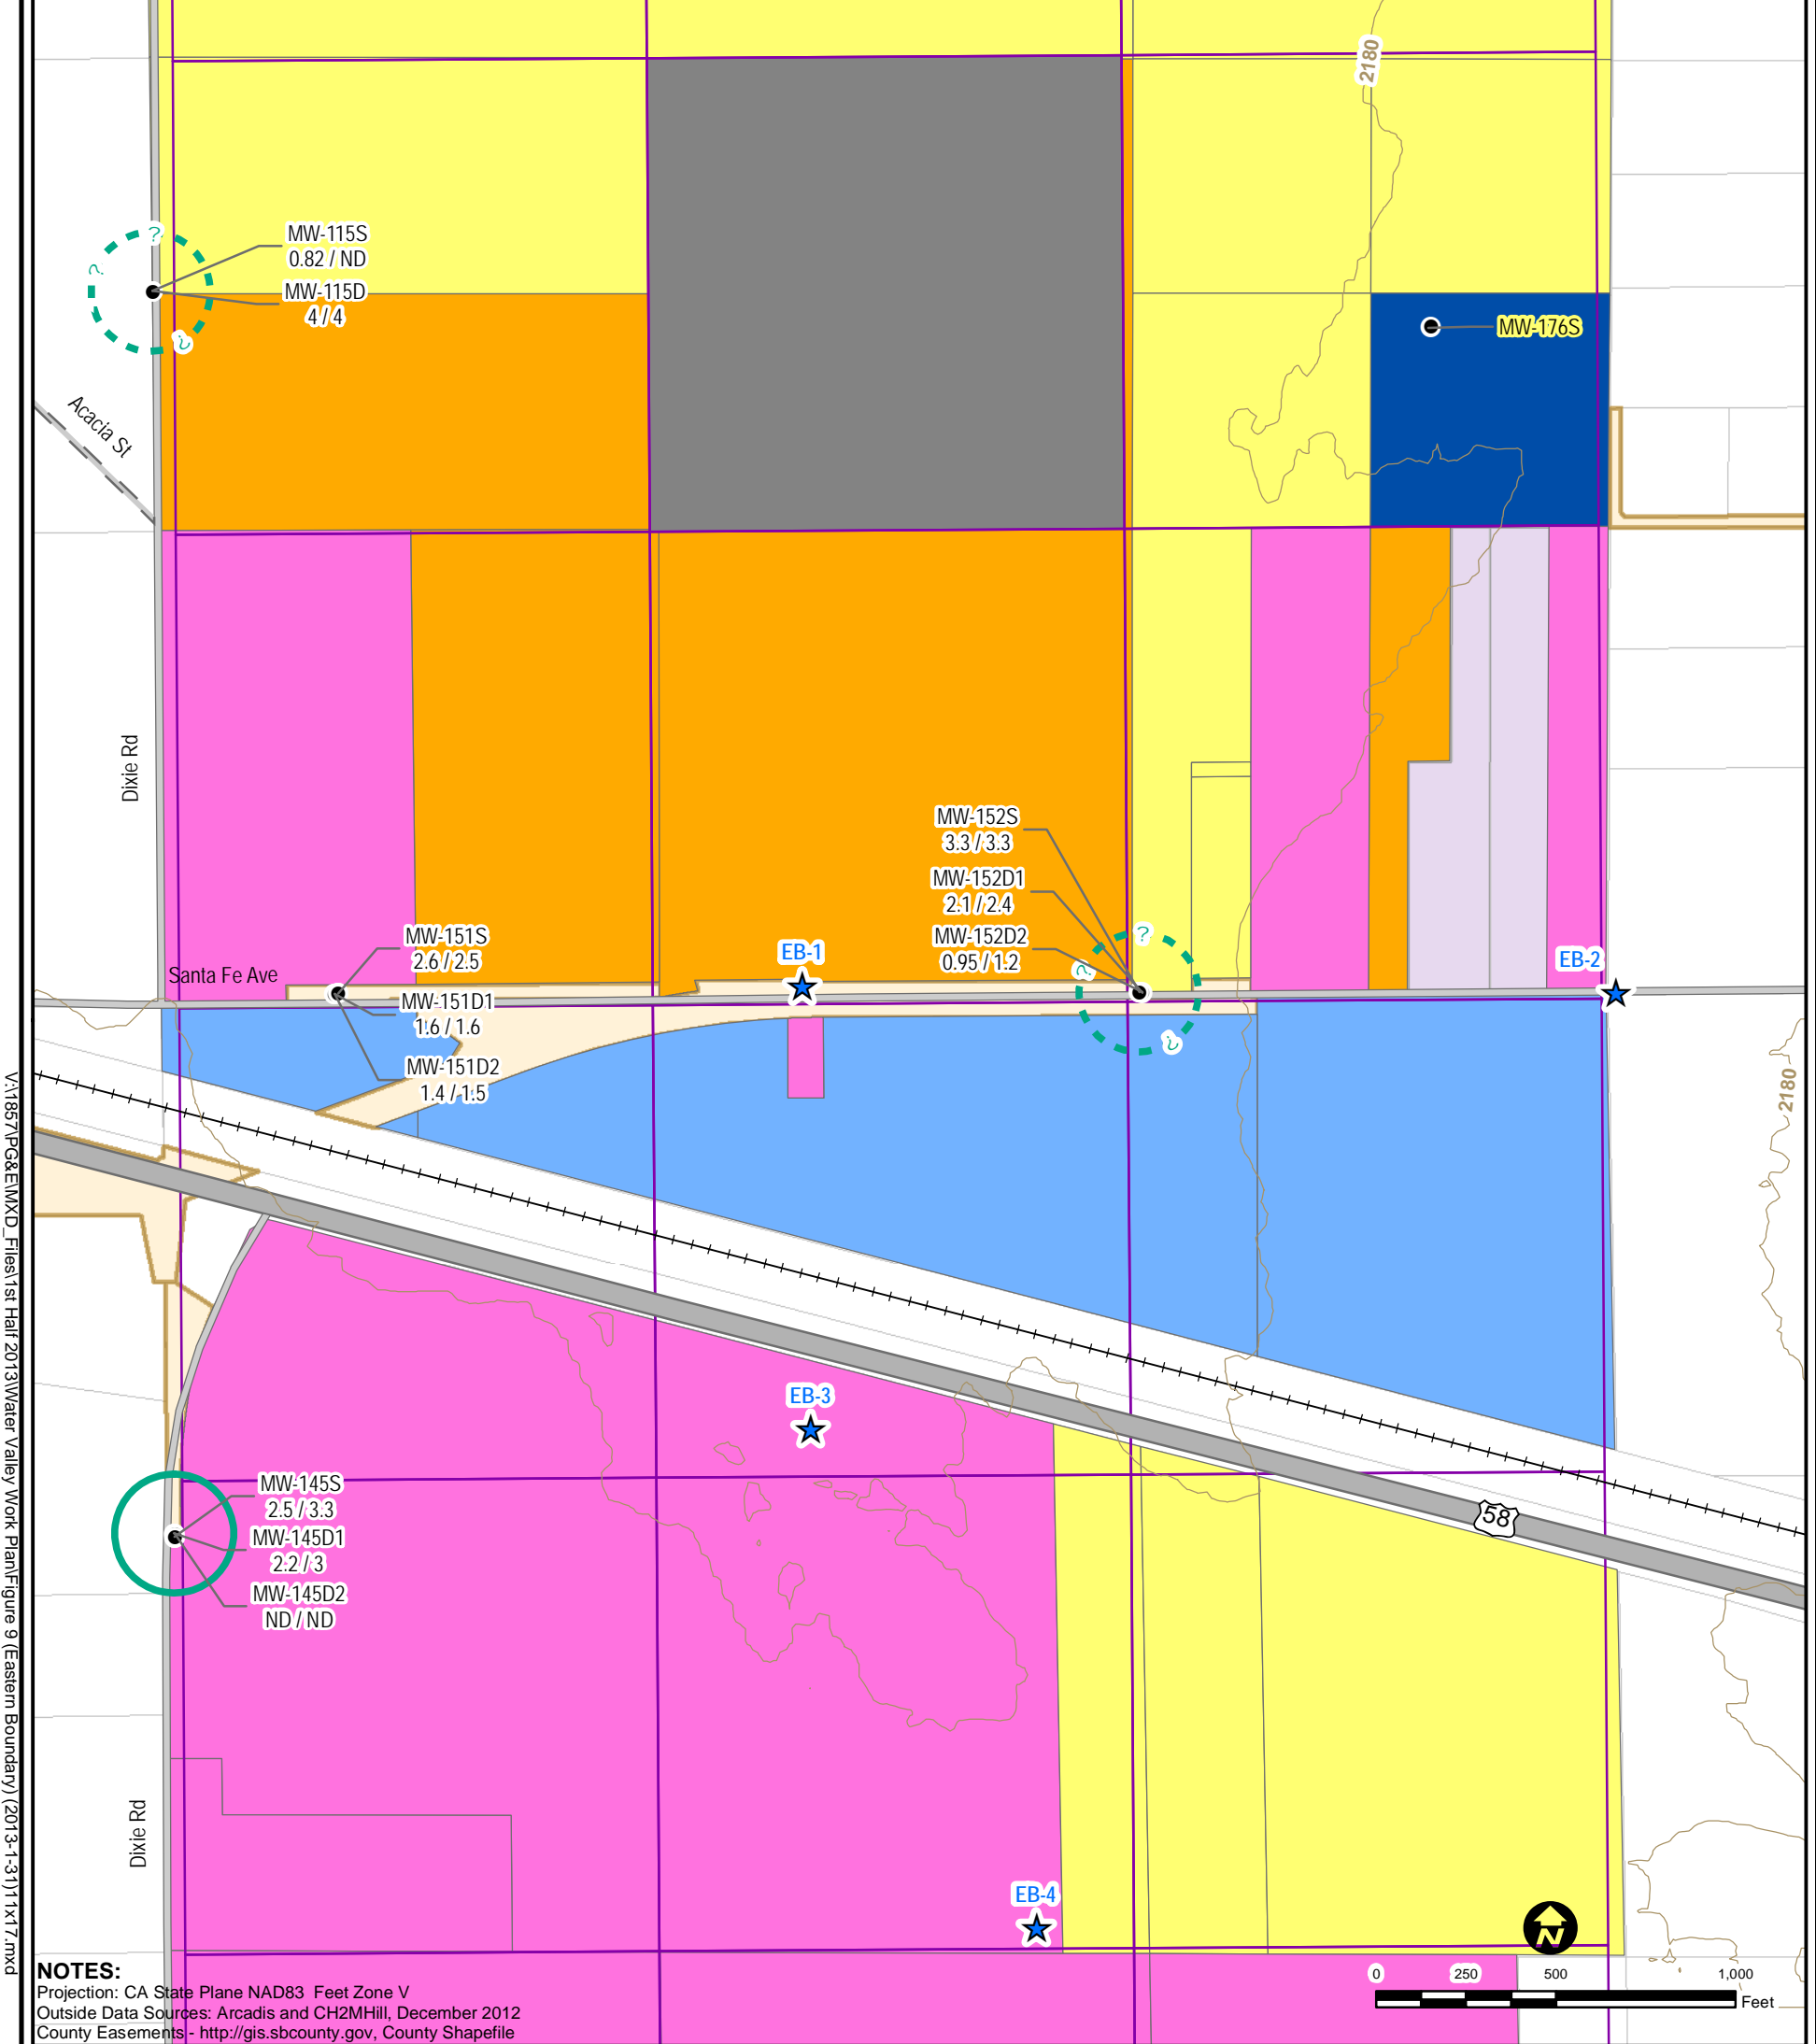 2180
MW-115S
0.82 / ND
MW-115D
4 / 4
?
?
?
MW-176S
Acacia St
Dixie Rd
MW-152S
3.3 / 3.3
MW-152D1
2.1 / 2.4
MW-152D2
0.95 / 1.2
?
?
?
MW-151S
2.6 / 2.5
EB-1
EB-2
Santa Fe Ave
MW-151D1
1.6 / 1.6
MW-151D2
1.4 / 1.5
2180
EB-3
MW-145S
2.5 / 3.3
MW-145D1
2.2 / 3
MW-145D2
ND / ND
58
Dixie Rd
EB-4
N
0 250 500 1,000
Feet
NOTES:
Projection: CA State Plane NAD83 Feet Zone V
Outside Data Sources: Arcadis and CH2MHill, December 2012
County Easements - http://gis.sbcounty.gov, County Shapefile
V:\1857\PG&E\MXD_Files\1st Half 2013\Water Valley Work Plan\Figure 9 (Eastern Boundary) (2013-1-31)11x17.mxd